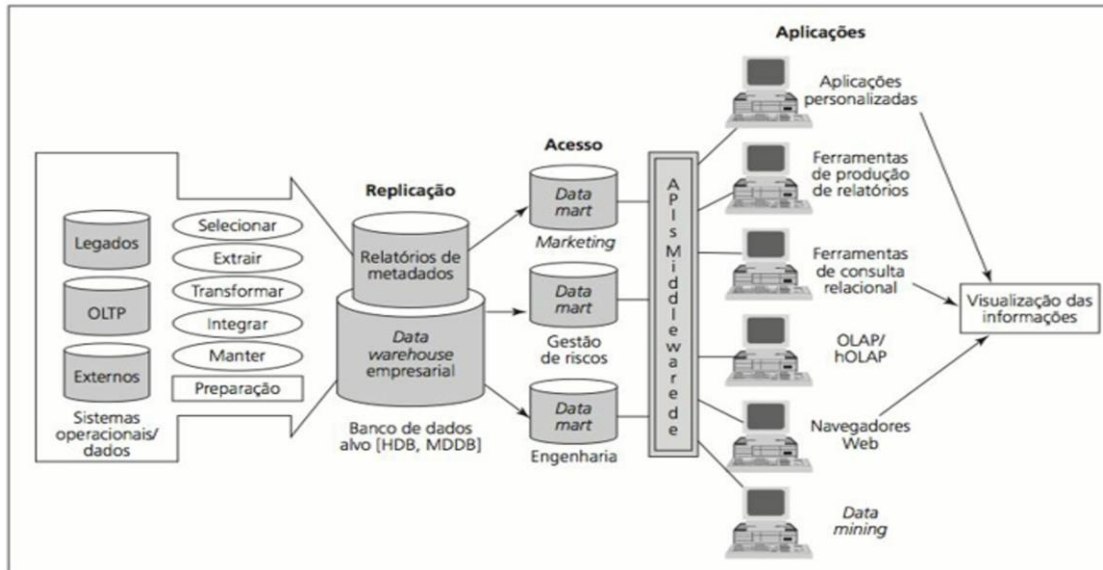 Legados
OLTP
Externos
Sistemas
operacionais/
dados
Selecionar
Extrair
Transformar
Integrar
Manter
Preparação
Replicação
Relatórios de
metadados
Data
warehouse
empresarial
Banco de dados
alvo [HDB, MDDB]
Acesso
Data
mart
Marketing
Data
mart
Gestão
de riscos
Data
mart
Engenharia
APIs Middleware de
Aplicações
Aplicações
personalizadas
Ferramentas
de produção
de relatórios
Ferramentas
de consulta
relacional
OLAP/
hOLAP
Navegadores
Web
Data
mining
Visualização das
informações